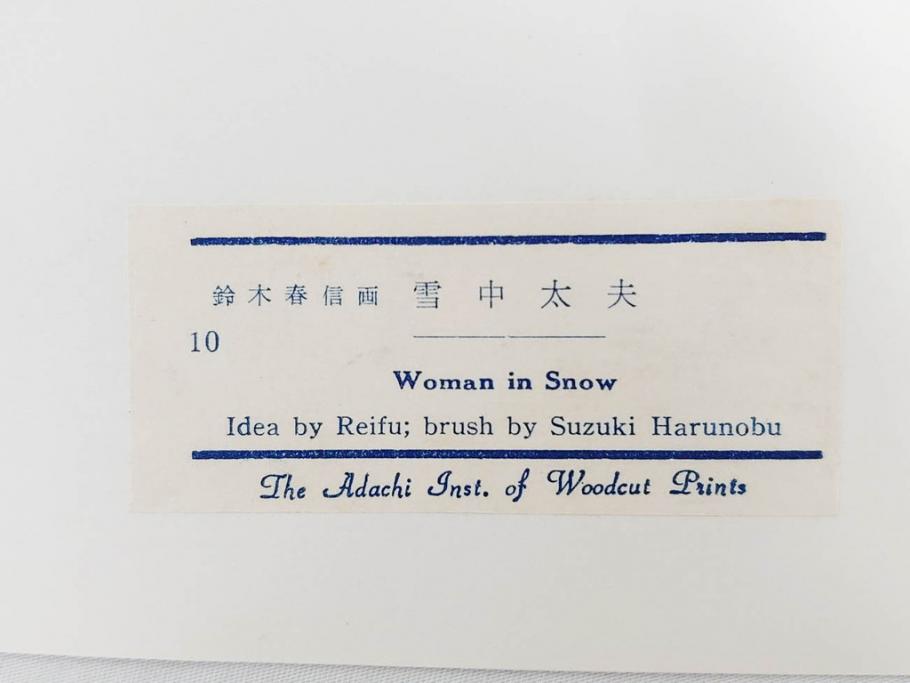 鈴木春信画 雪中太夫
10
Woman in Snow
Idea by Reifu; brush by Suzuki Harunobu
The Adachi Inst. of Woodcut Prints